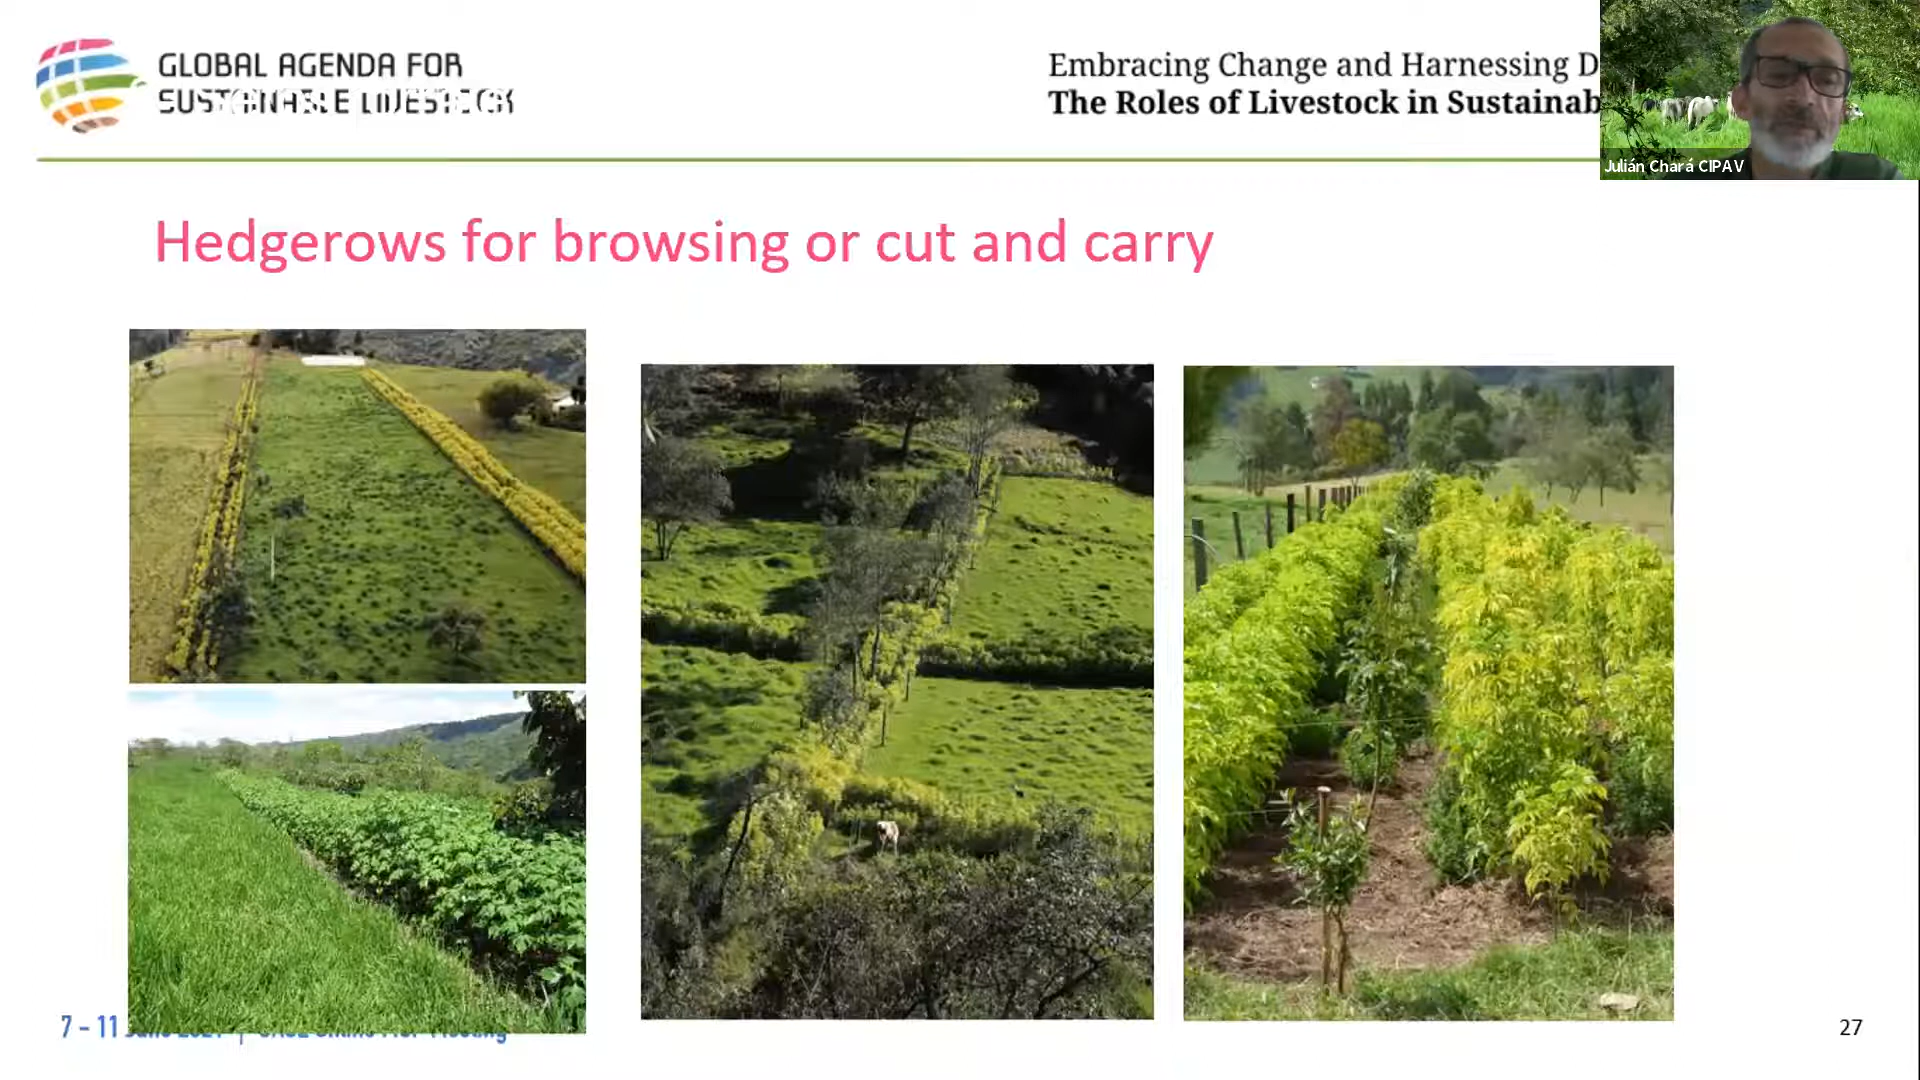 GLOBAL AGENDA FOR
SUSTAINABLE LIVESTOCK
Embracing Change and Harnessing D
The Roles of Livestock in Sustainab
Julián Chará CIPAV
Hedgerows for browsing or cut and carry
7 - 11
27